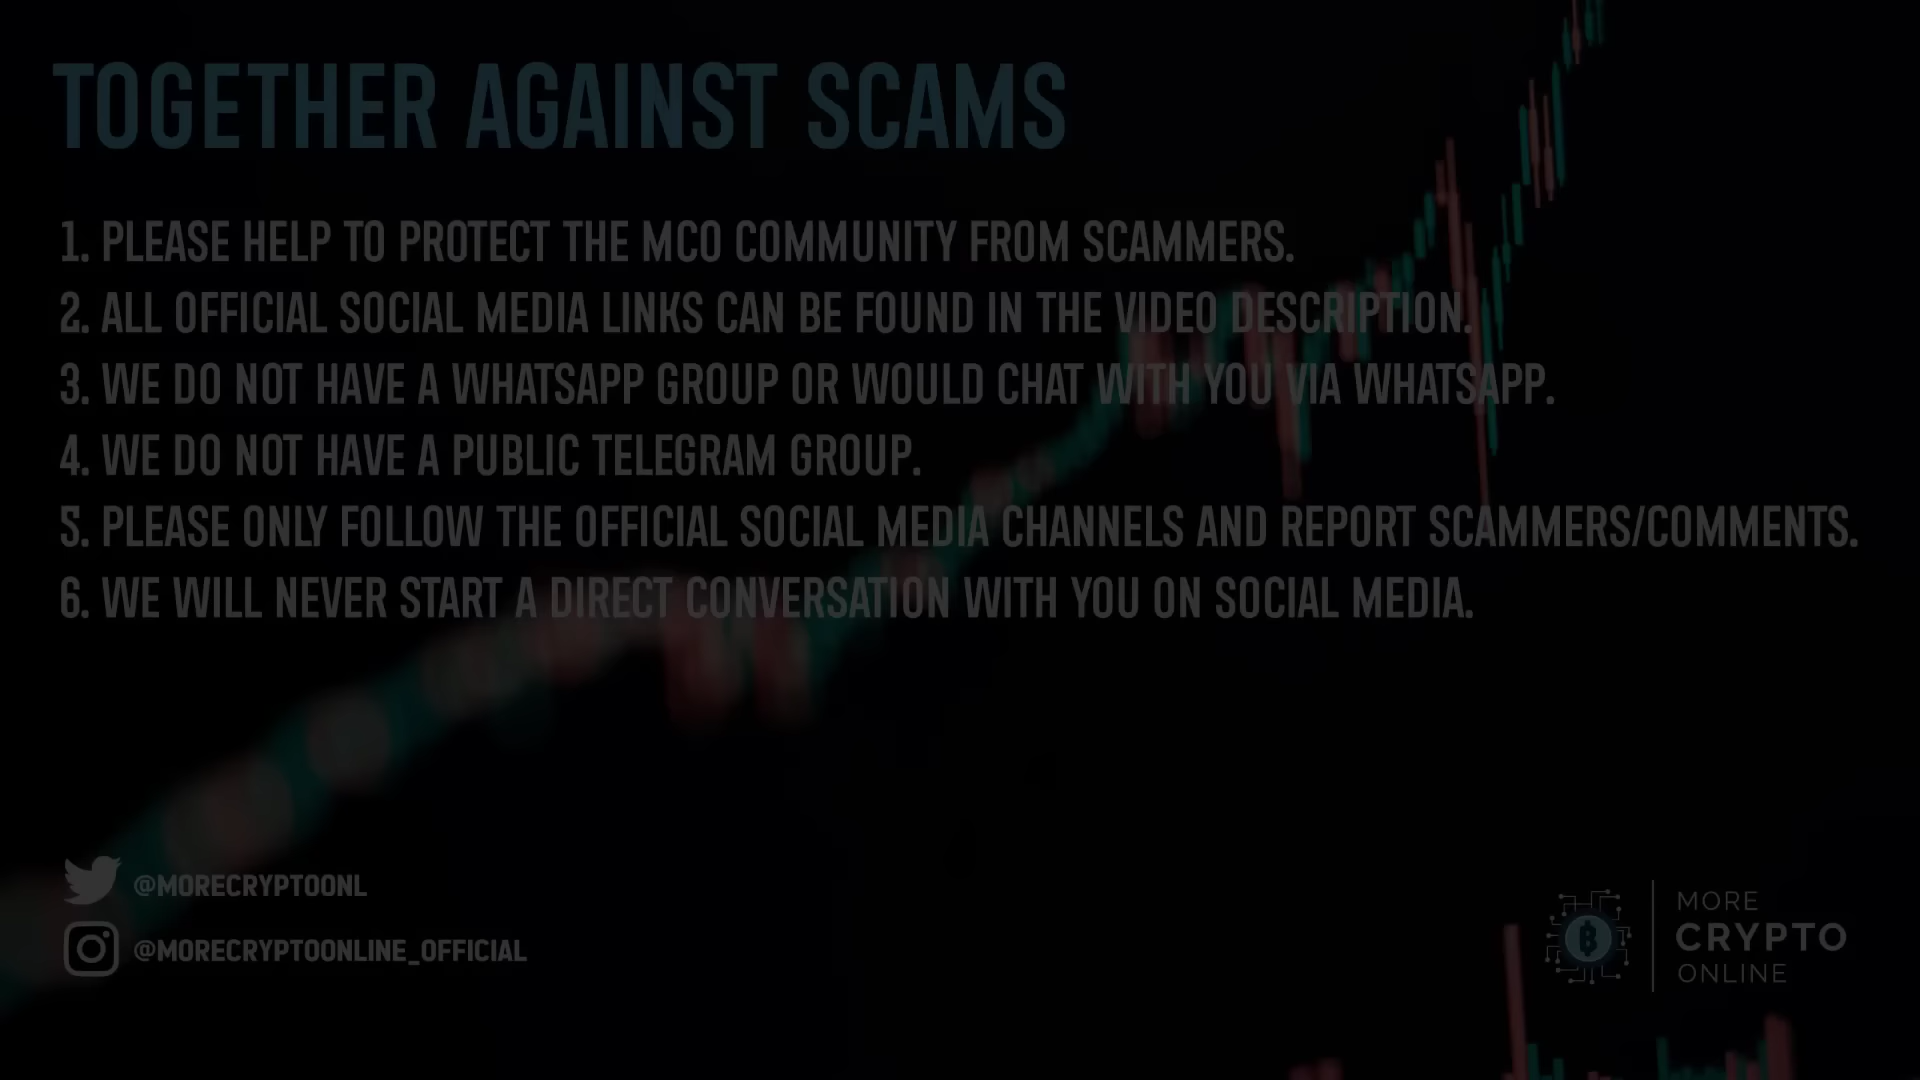 TOGETHER AGAINST SCAMS
1. PLEASE HELP TO PROTECT THE MCO COMMUNITY FROM SCAMMERS.
2. ALL OFFICIAL SOCIAL MEDIA LINKS CAN BE FOUND IN THE VIDEO DESCRIPTION.
3. WE DO NOT HAVE A WHATSAPP GROUP OR WOULD CHAT WITH YOU VIA WHATSAPP.
4. WE DO NOT HAVE A PUBLIC TELEGRAM GROUP.
5. PLEASE ONLY FOLLOW THE OFFICIAL SOCIAL MEDIA CHANNELS AND REPORT SCAMMERS/COMMENTS.
6. WE WILL NEVER START A DIRECT CONVERSATION WITH YOU ON SOCIAL MEDIA.
@MORECRYPTOONL
@MORECRYPTOONLINE_OFFICIAL
MORE
CRYPTO
ONLINE